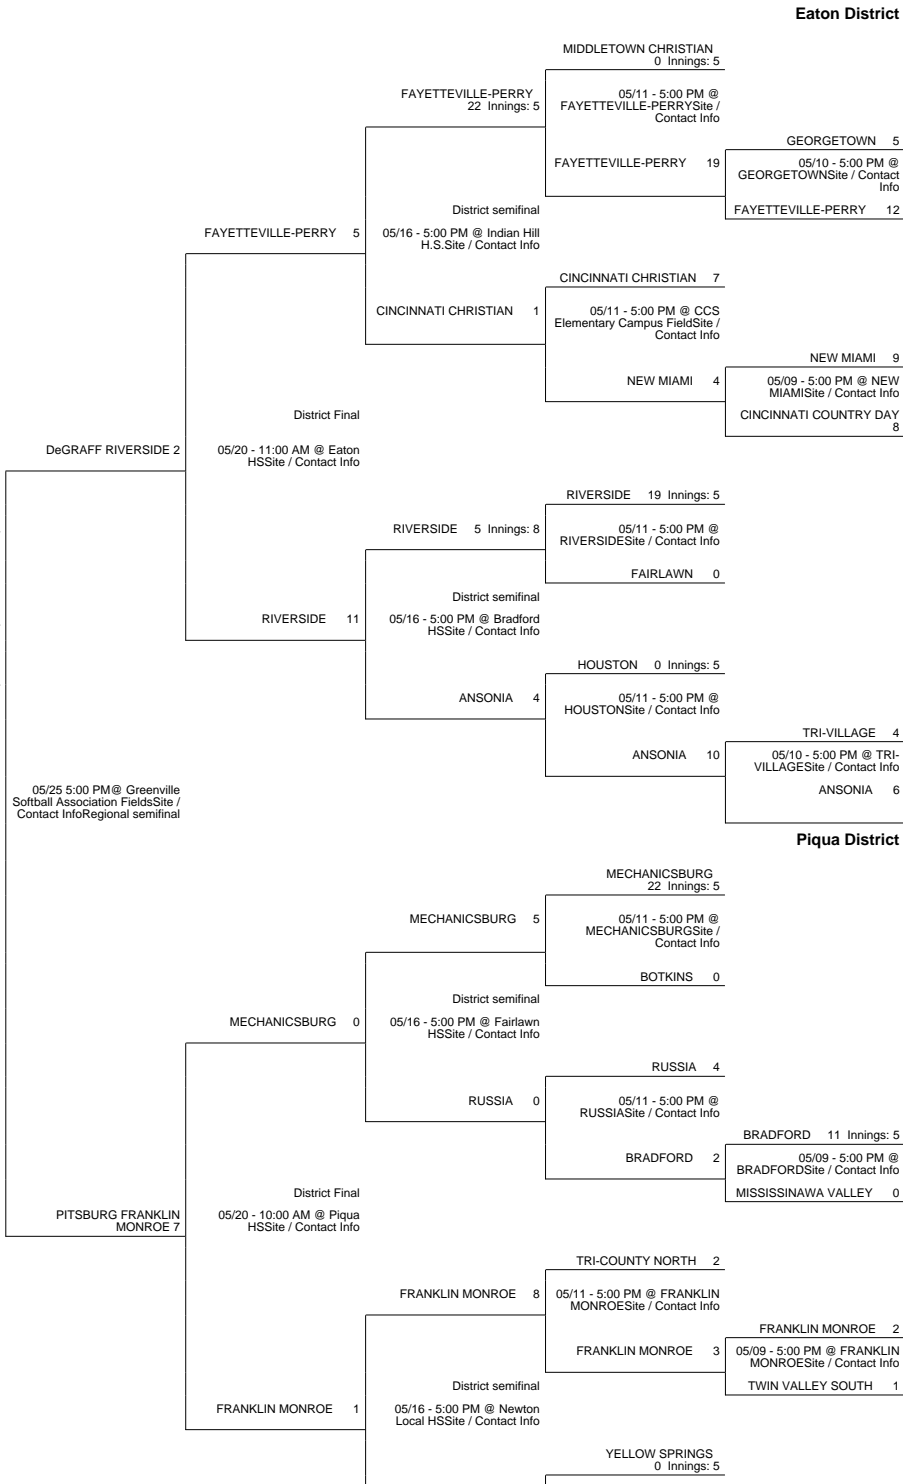 Eaton District
MIDDLETOWN CHRISTIAN
0 Innings: 5
FAYETTEVILLE-PERRY
22 Innings: 5
05/11 - 5:00 PM @
FAYETTEVILLE-PERRYSite /
Contact Info
GEORGETOWN 5
FAYETTEVILLE-PERRY 19
05/10 - 5:00 PM @
GEORGETOWNSite / Contact
Info
District semifinal
FAYETTEVILLE-PERRY 12
FAYETTEVILLE-PERRY 5
05/16 - 5:00 PM @ Indian Hill
H.S.Site / Contact Info
CINCINNATI CHRISTIAN 7
CINCINNATI CHRISTIAN 1
05/11 - 5:00 PM @ CCS
Elementary Campus FieldSite /
Contact Info
NEW MIAMI 9
NEW MIAMI 4
05/09 - 5:00 PM @ NEW
MIAMISite / Contact Info
District Final
CINCINNATI COUNTRY DAY
8
DeGRAFF RIVERSIDE 2
05/20 - 11:00 AM @ Eaton
HSSite / Contact Info
RIVERSIDE 19 Innings: 5
RIVERSIDE 5 Innings: 8
05/11 - 5:00 PM @
RIVERSIDESite / Contact Info
FAIRLAWN 0
District semifinal
RIVERSIDE 11
05/16 - 5:00 PM @ Bradford
HSSite / Contact Info
HOUSTON 0 Innings: 5
ANSONIA 4
05/11 - 5:00 PM @
HOUSTONSite / Contact Info
TRI-VILLAGE 4
ANSONIA 10
05/10 - 5:00 PM @ TRI-
VILLAGESite / Contact Info
ANSONIA 6
05/25 5:00 PM@ Greenville
Softball Association FieldsSite /
Contact InfoRegional semifinal
Piqua District
MECHANICSBURG
22 Innings: 5
MECHANICSBURG 5
05/11 - 5:00 PM @
MECHANICSBURGSite /
Contact Info
BOTKINS 0
District semifinal
MECHANICSBURG 0
05/16 - 5:00 PM @ Fairlawn
HSSite / Contact Info
RUSSIA 4
RUSSIA 0
05/11 - 5:00 PM @
RUSSIASite / Contact Info
BRADFORD 11 Innings: 5
BRADFORD 2
05/09 - 5:00 PM @
BRADFORDSite / Contact Info
District Final
MISSISSINAWA VALLEY 0
PITSBURG FRANKLIN
MONROE 7
05/20 - 10:00 AM @ Piqua
HSSite / Contact Info
TRI-COUNTY NORTH 2
FRANKLIN MONROE 8
05/11 - 5:00 PM @ FRANKLIN
MONROESite / Contact Info
FRANKLIN MONROE 2
FRANKLIN MONROE 3
05/09 - 5:00 PM @ FRANKLIN
MONROESite / Contact Info
District semifinal
TWIN VALLEY SOUTH 1
FRANKLIN MONROE 1
05/16 - 5:00 PM @ Newton
Local HSSite / Contact Info
YELLOW SPRINGS
0 Innings: 5